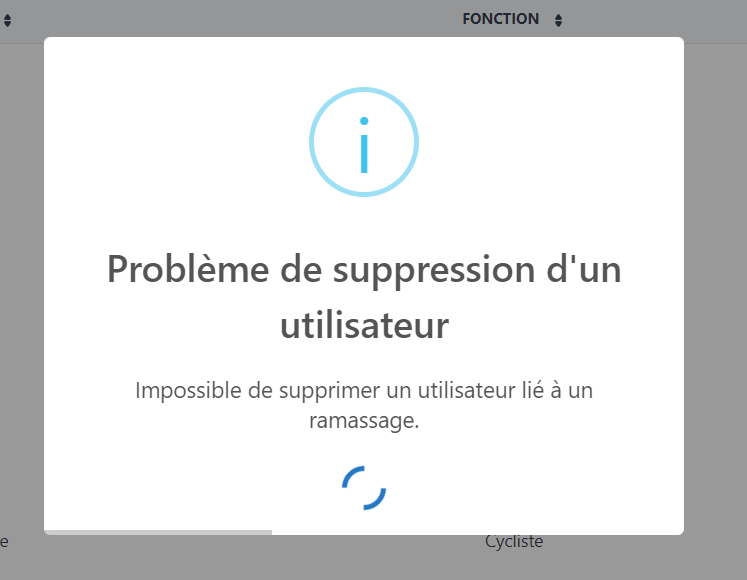 FONCTION
i
Problème de suppression d'un
utilisateur
Impossible de supprimer un utilisateur lié à un
ramassage.
e
Cycliste